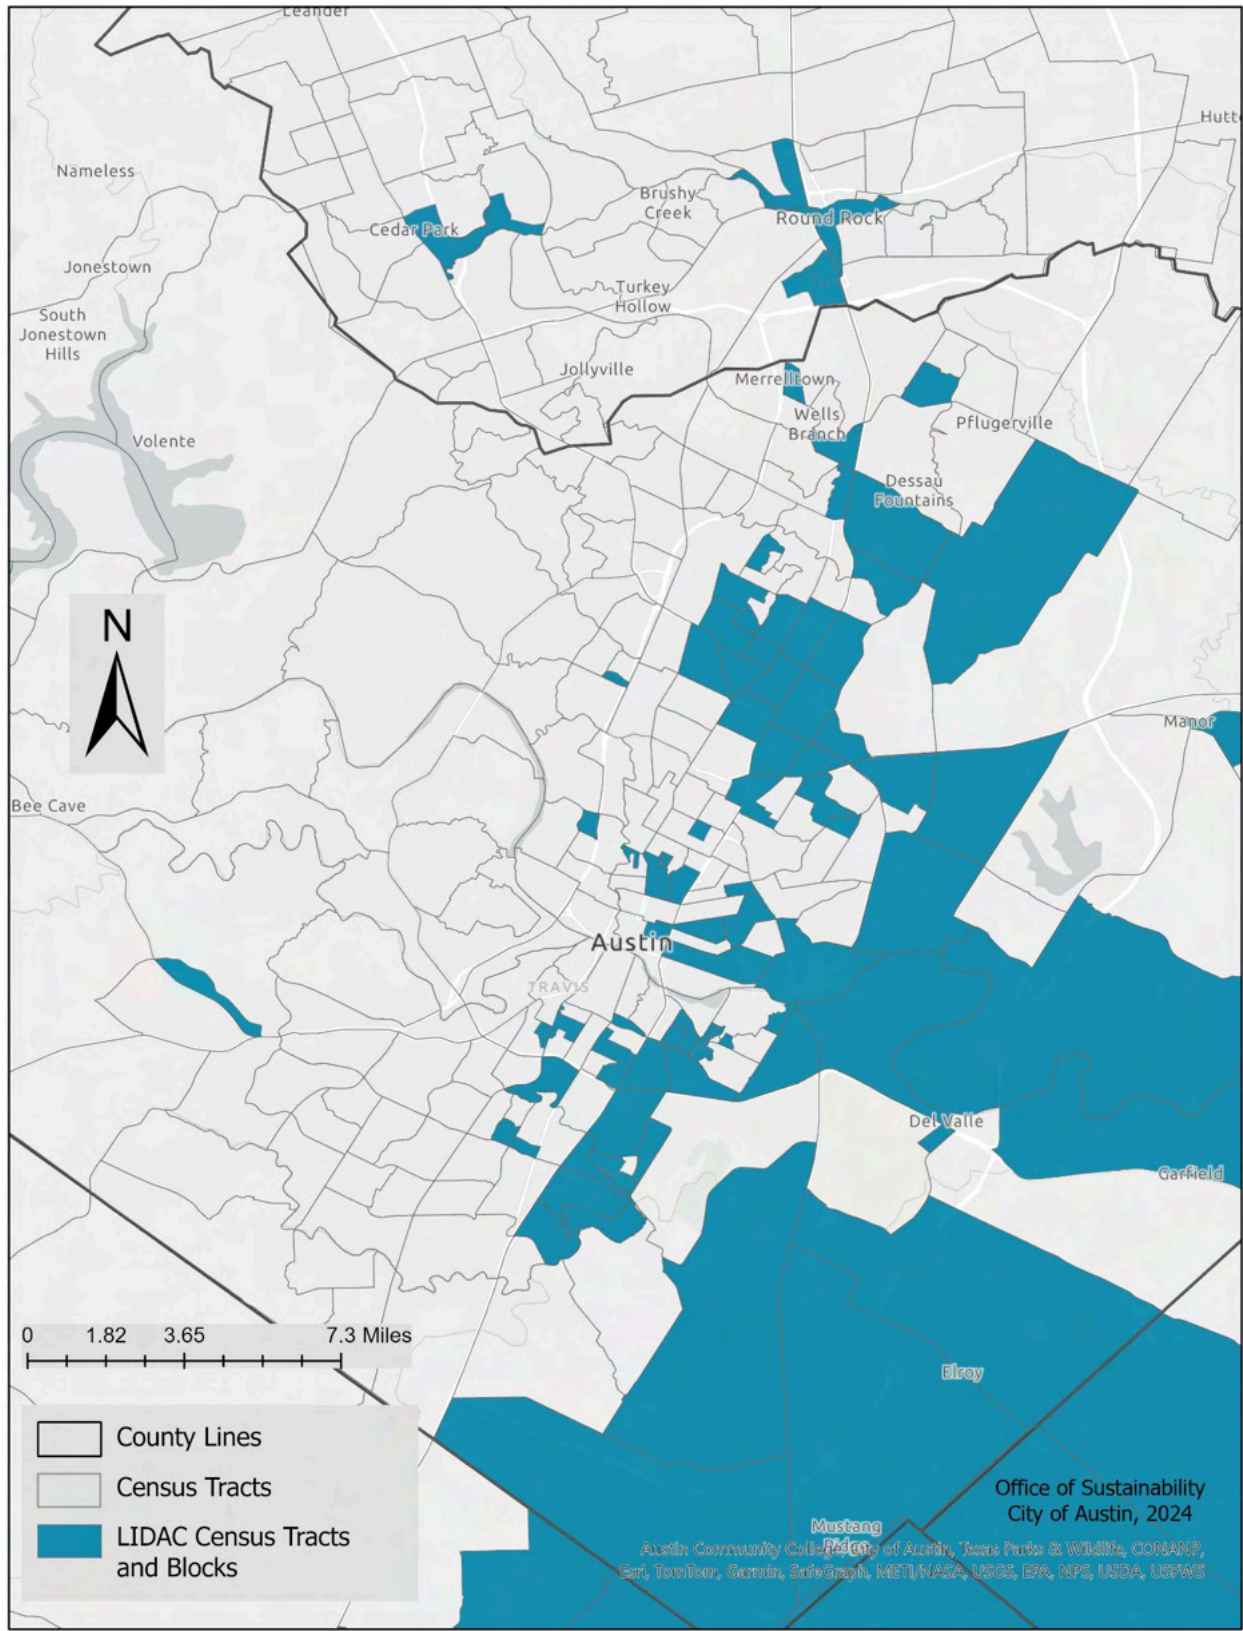 Leander
Hutt
Nameless
Brushy
Creek
Cedar Park
Round Rock
Jonestown
Turkey
Hollow
South
Jonestown
Hills
Jollyville
Merrelltown
Wells
Branch
Pflugerville
Volente
Dessau
Fountains
N
Manor
Bee Cave
Austin
TRAVIS
Del Valle
Garfield
0 1.82 3.65 7.3 Miles
Elroy
County Lines
Census Tracts
LIDAC Census Tracts
and Blocks
Office of Sustainability
City of Austin, 2024
Mustang
Ridge
Austin Community College, City of Austin, Texas Parks & Wildlife, CONANP,
Esri, TomTom, Garmin, SafeGraph, METI/NASA, USGS, EPA, NPS, USDA, USFWS